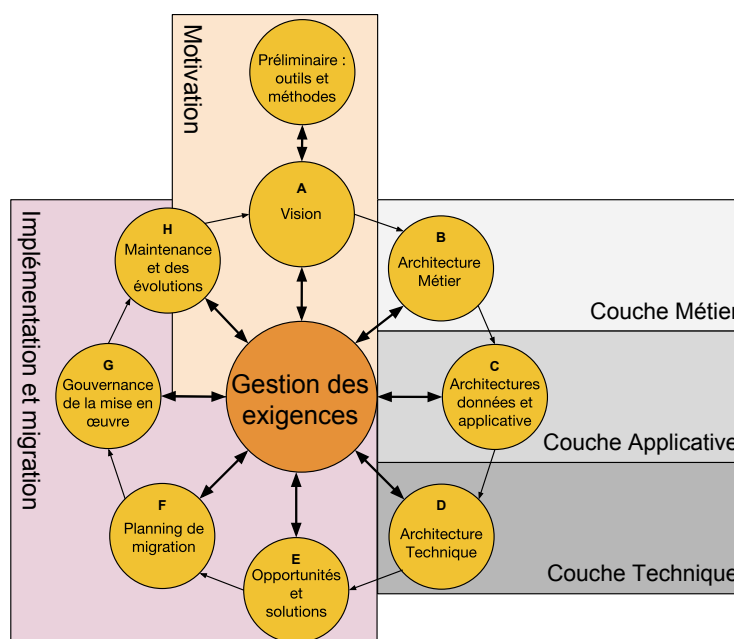 Motivation
Préliminaire :
outils et
méthodes
A
Vision
Implémentation et migration
H
Maintenance
et des
évolutions
B
Architecture
Métier
Couche Métier
G
Gouvernance
de la mise en
œuvre
Gestion des
exigences
C
Architectures
données et
applicative
Couche Applicative
F
Planning de
migration
D
Architecture
Technique
E
Opportunités
et
solutions
Couche Technique